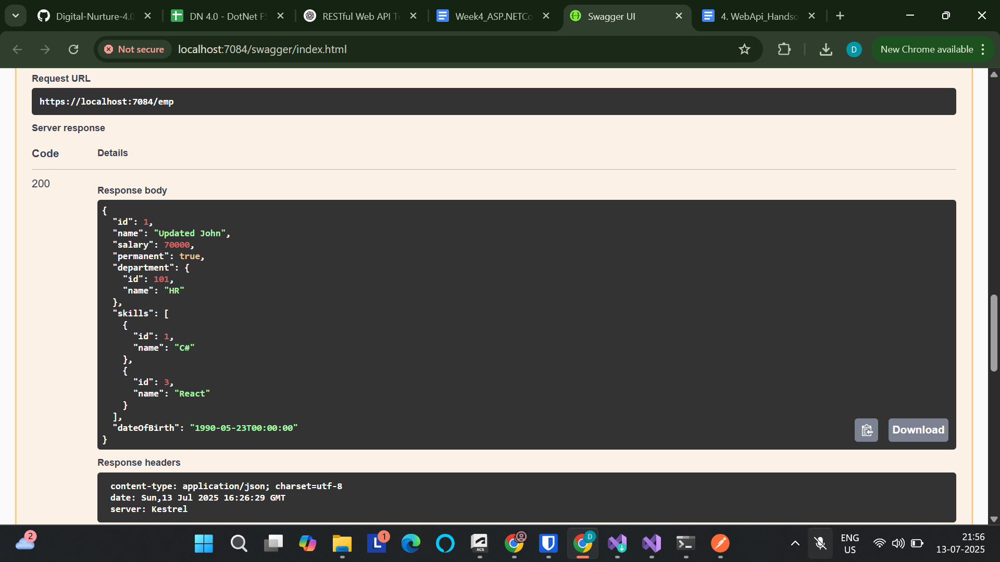 Digital-Nurture-4.0
DN 4.0 - DotNet FS
RESTful Web API T
Week4_ASP.NETCo
Swagger UI
4. WebApi_Handso
Not secure
localhost:7084/swagger/index.html
D
New Chrome available
Request URL
https://localhost:7084/emp
Server response
Code
Details
200
Response body
{
"id": 1,
"name": "Updated John",
"salary": 70000,
"permanent": true,
"department": {
"id": 101,
"name": "HR"
},
"skills": [
{
"id": 1,
"name": "C#"
},
{
"id": 3,
"name": "React"
}
],
"dateOfBirth": "1990-05-23T00:00:00"
}
Download
Response headers
content-type: application/json; charset=utf-8
date: Sun,13 Jul 2025 16:26:29 GMT
server: Kestrel
2
L
1
ACS
D
ENG
US
21:56
13-07-2025